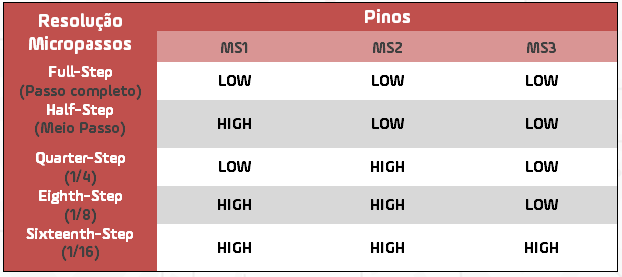 Resolução Micropassos
Pinos
MS1 MS2 MS3
Full-Step
(Passo completo)
LOW LOW LOW
Half-Step
(Meio Passo)
HIGH LOW LOW
Quarter-Step
(1/4)
LOW HIGH LOW
Eighth-Step
(1/8)
HIGH HIGH LOW
Sixteenth-Step
(1/16)
HIGH HIGH HIGH